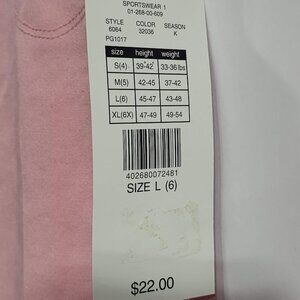 SPORTSWEAR 1
01-268-00-609
STYLE COLOR SEASON
6084 32036 K
PG1017
size height weight
S(4) 39-42 33-36 lbs
M(5) 42-45 37-42
L(6) 45-47 43-48
XL(6X) 47-49 49-54
402680072481
SIZE L (6)
$22.00